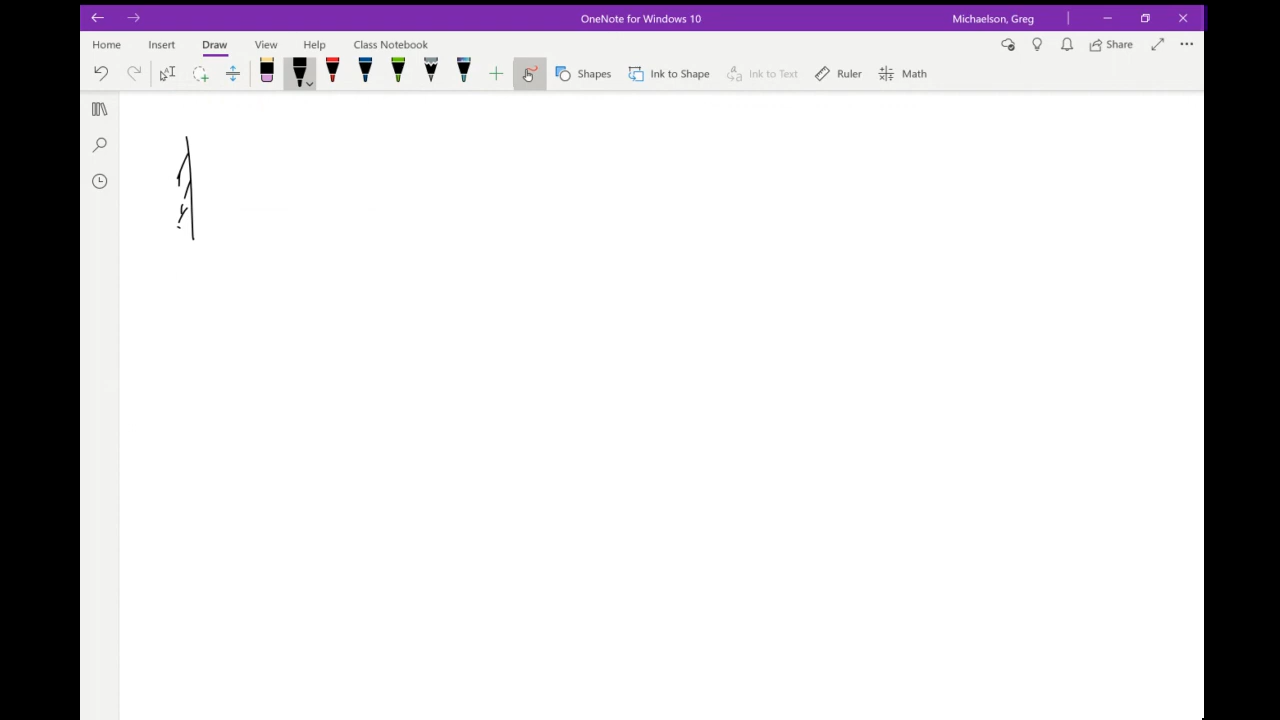 OneNote for Windows 10
Michaelson, Greg
Home Insert Draw View Help Class Notebook Share
Shapes Ink to Shape Ink to Text Ruler Math